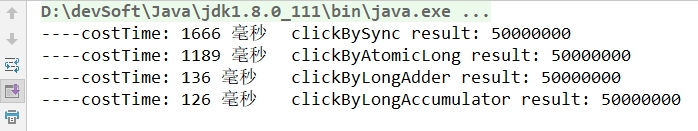 D:\devSoft\Java\jdk1.8.0_111\bin\java.exe ...
----costTime: 1666 毫秒 clickBySync result: 50000000
----costTime: 1189 毫秒 clickByAtomicLong result: 50000000
----costTime: 136 毫秒 clickByLongAdder result: 50000000
----costTime: 126 毫秒 clickByLongAccumulator result: 50000000